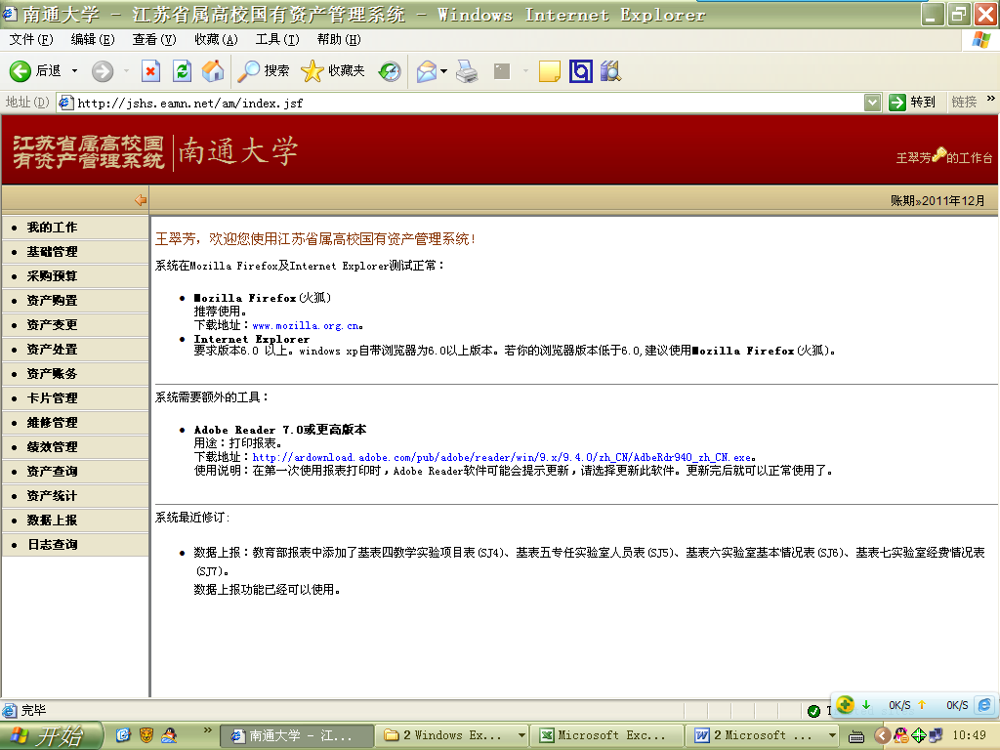 南通大学 - 江苏省属高校国有资产管理系统 - Windows Internet Explorer
文件(F) 编辑(E) 查看(V) 收藏(A) 工具(T) 帮助(H)
后退 搜索 收藏夹
地址(D) http://jshs.eamn.net/am/index.jsf 转到 链接 »
江苏省属高校国
有资产管理系统
南通大学
王翠芳的工作台
账期»2011年12月
我的工作
基础管理
采购预算
资产购置
资产变更
资产处置
资产账务
卡片管理
维修管理
绩效管理
资产查询
资产统计
数据上报
日志查询
王翠芳，欢迎您使用江苏省属高校国有资产管理系统！
系统在Mozilla Firefox及Internet Explorer测试正常：
• Mozilla Firefox(火狐)
推荐使用。
下载地址：www.mozilla.org.cn。
• Internet Explorer
要求版本6.0 以上。windows xp自带浏览器为6.0以上版本。若你的浏览器版本低于6.0,建议使用Mozilla Firefox(火狐)。
系统需要额外的工具：
• Adobe Reader 7.0或更高版本
用途：打印报表。
下载地址：http://ardownload.adobe.com/pub/adobe/reader/win/9.x/9.4.0/zh_CN/AdbeRdr940_zh_CN.exe。
使用说明：在第一次使用报表打印时，Adobe Reader软件可能会提示更新，请选择更新此软件。更新完后就可以正常使用了。
系统最近修订:
• 数据上报：教育部报表中添加了基表四教学实验项目表(SJ4)、基表五专任实验室人员表(SJ5)、基表六实验室基本情况表(SJ6)、基表七实验室经费情况表
(SJ7)。
数据上报功能已经可以使用。
完毕
0K/S 0K/S
开始 » 南通大学 - 江... 2 Windows Ex... Microsoft Exc... 2 Microsoft ... 10:49